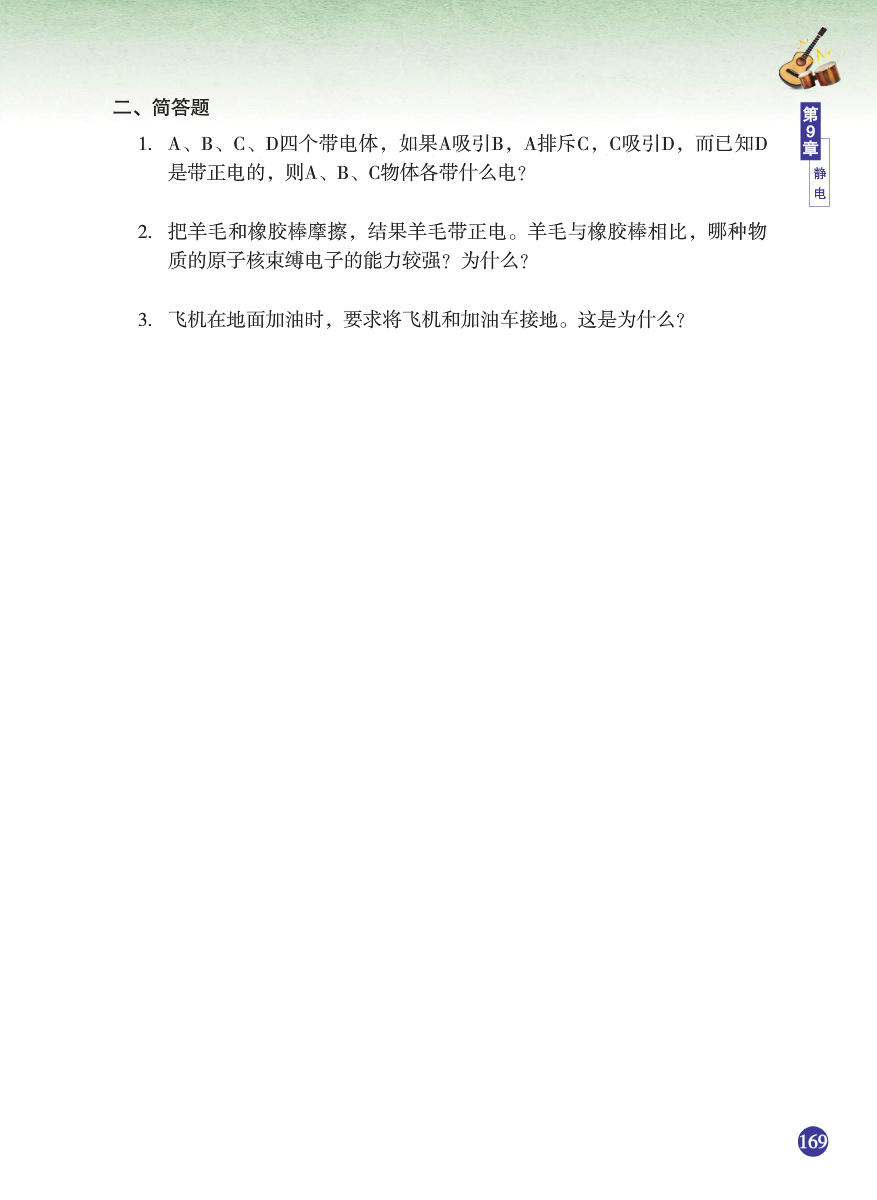 二、简答题
1. A、B、C、D四个带电体，如果A吸引B，A排斥C，C吸引D，而已知D
是带正电的，则A、B、C物体各带什么电？
2. 把羊毛和橡胶棒摩擦，结果羊毛带正电。羊毛与橡胶棒相比，哪种物
质的原子核束缚电子的能力较强？为什么？
3. 飞机在地面加油时，要求将飞机和加油车接地。这是为什么？
第
9
章
静
电
169